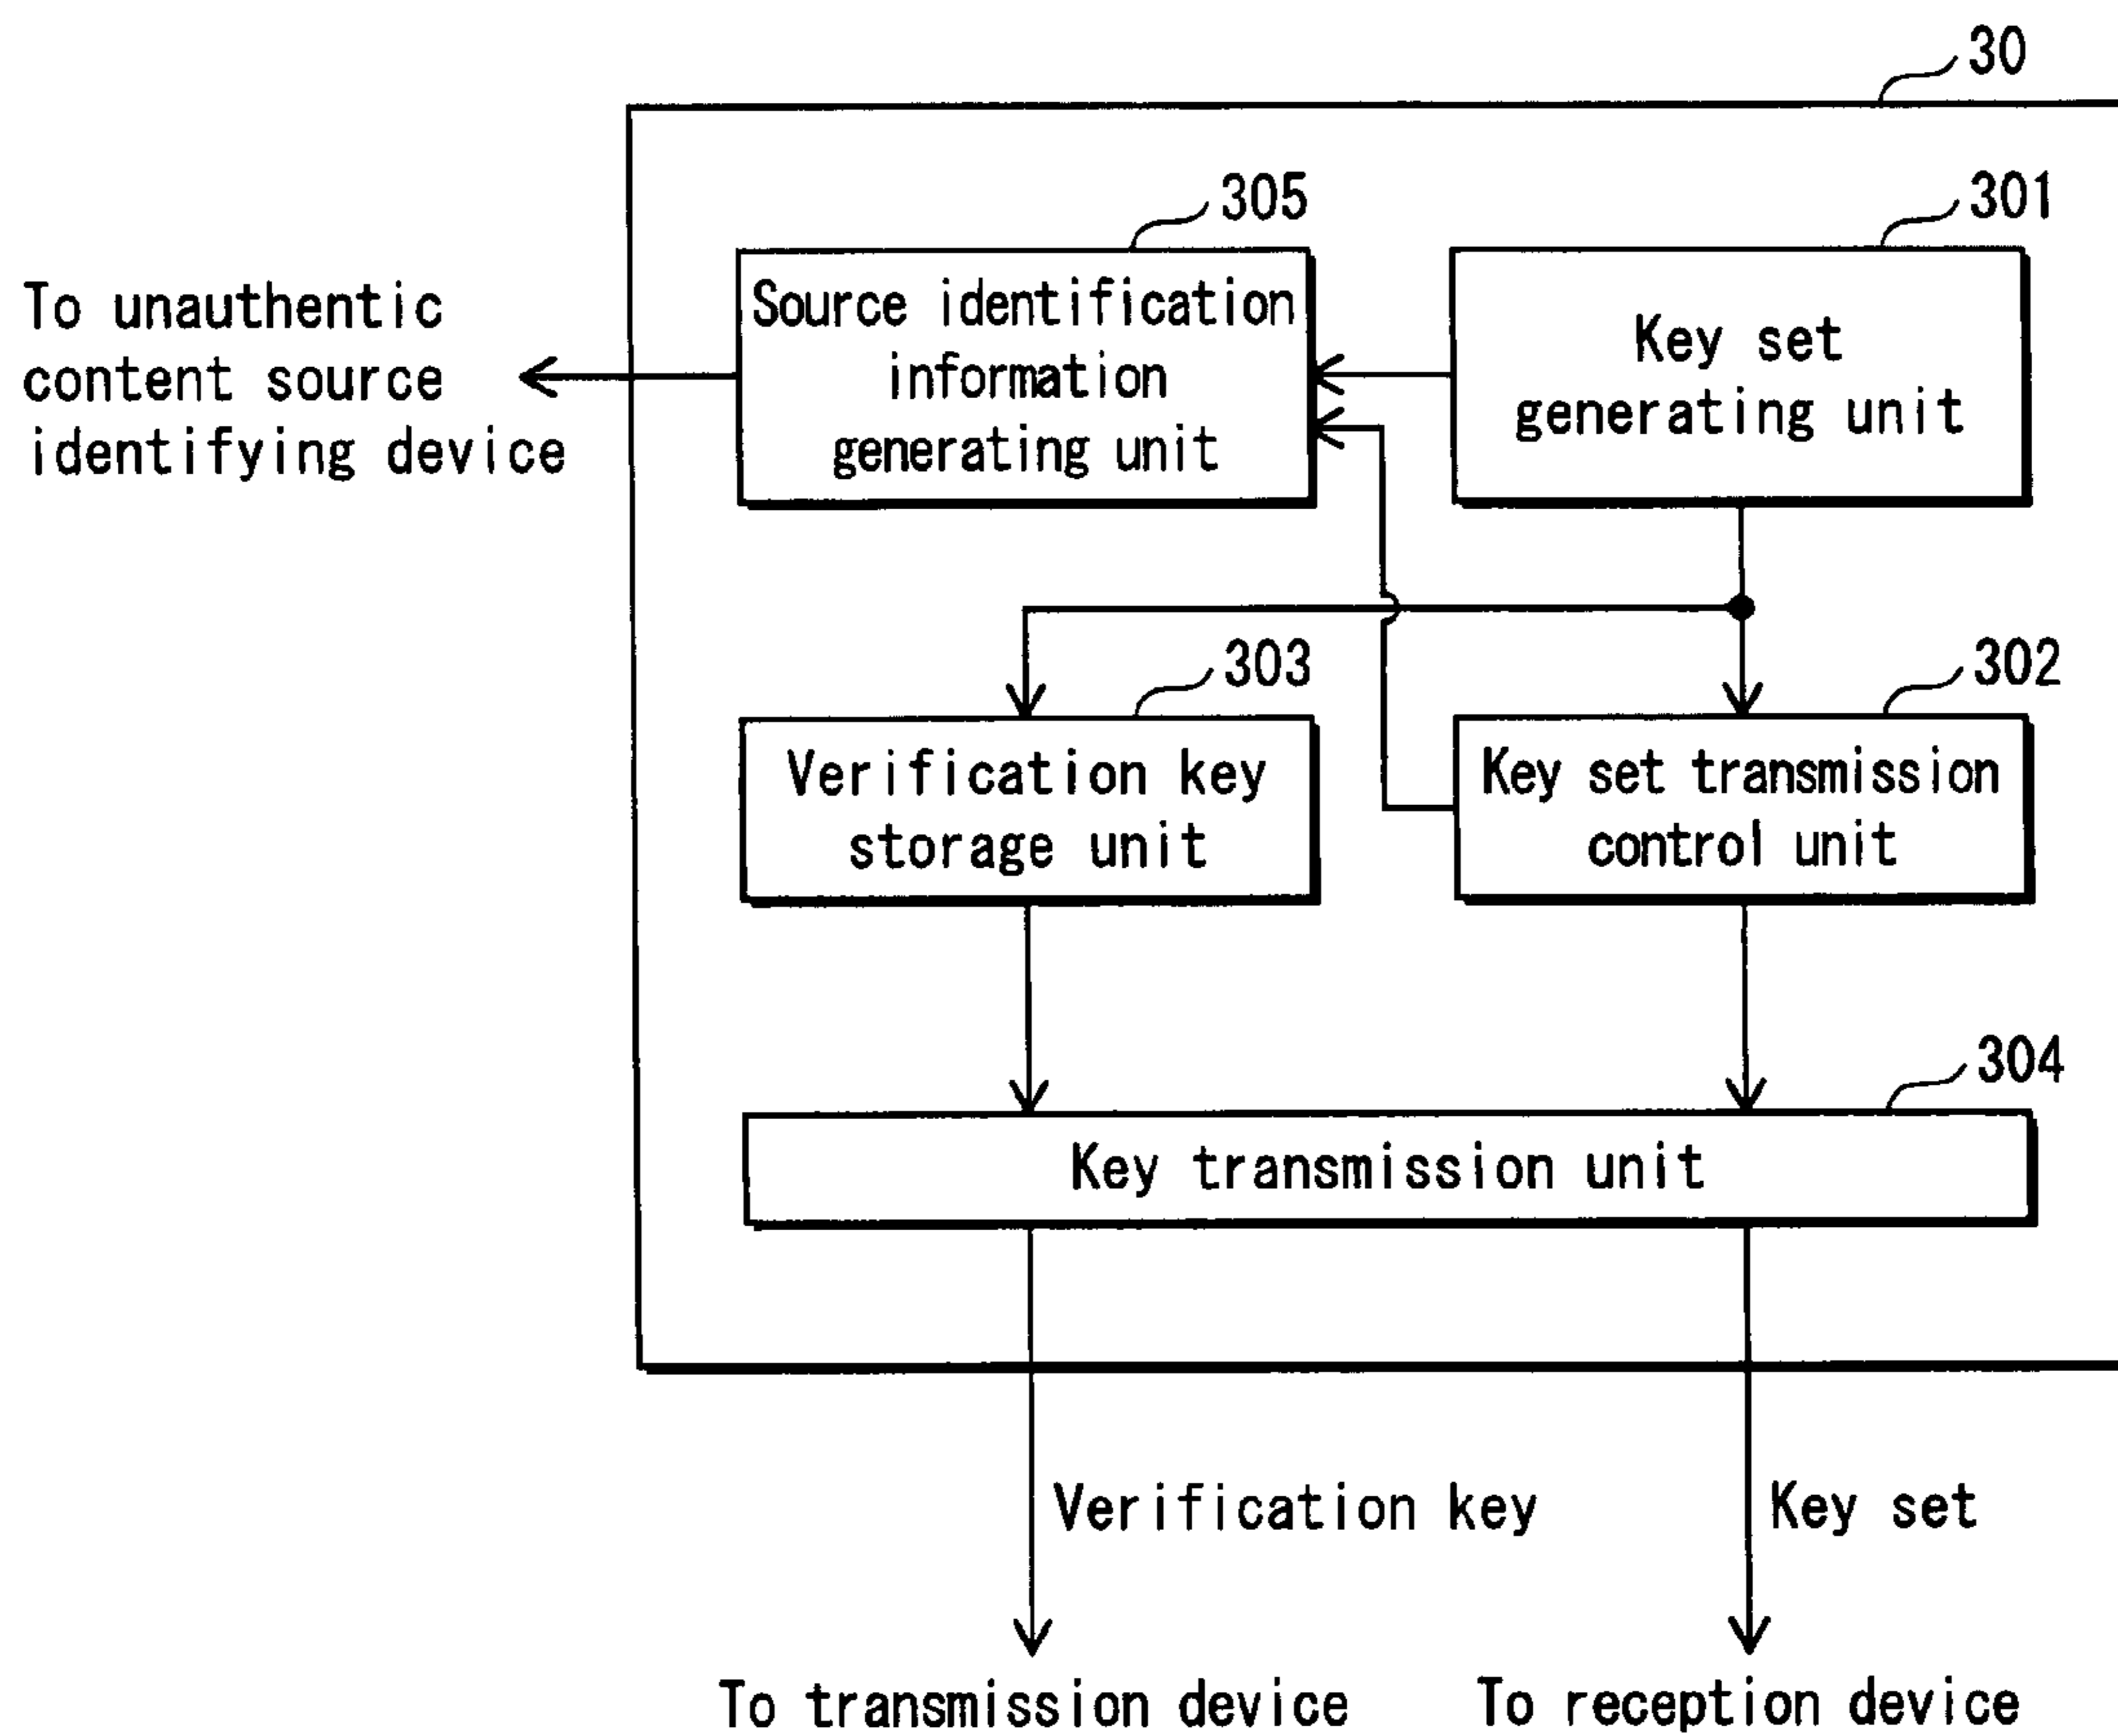 30
305
301
To unauthentic
content source
identifying device
Source identification
information
generating unit
Key set
generating unit
303
302
Verification key
storage unit
Key set transmission
control unit
304
Key transmission unit
Verification key
Key set
To transmission device
To reception device